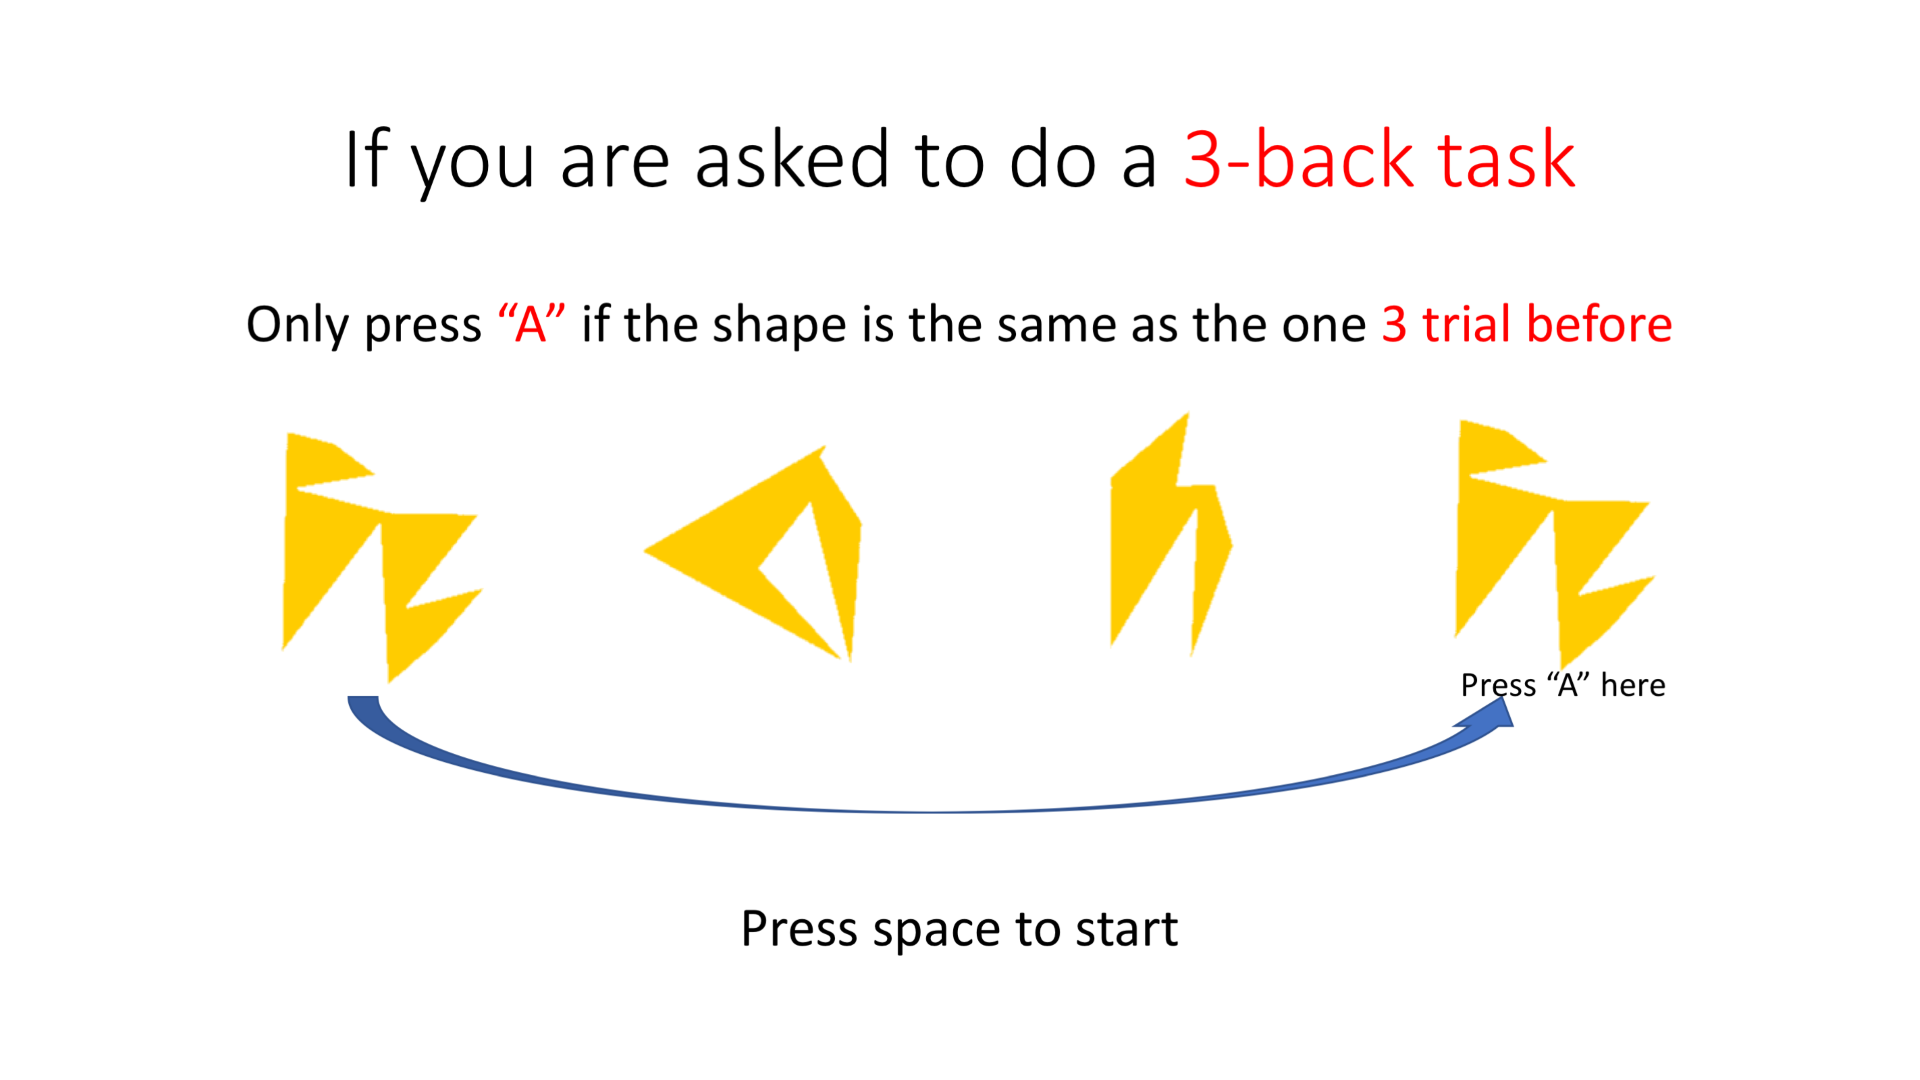 If you are asked to do a 3-back task
Only press “A” if the shape is the same as the one 3 trial before
Press “A” here
Press space to start